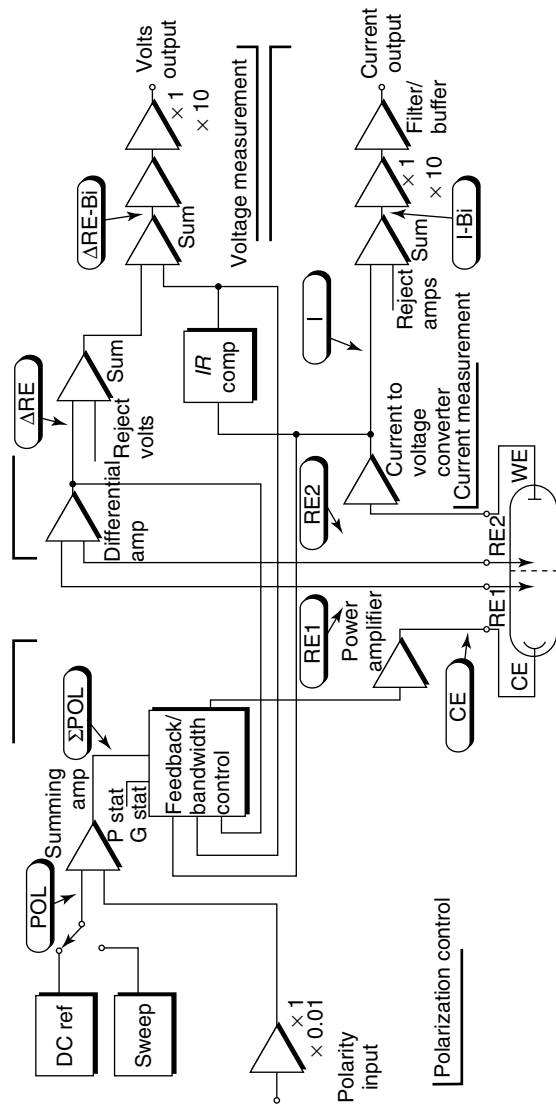 DC ref
Sweep
POL
Summing
amp
ΣPOL
P stat
G stat
Feedback/
bandwidth
control
Polarity
input
× 1
× 0.01
Polarization control
Power
amplifier
CE
RE1
RE2
CE
RE1
RE2
WE
Differential
amp
ΔRE
Reject
volts
Sum
ΔRE-Bi
Sum
Volts
output
× 1
× 10
Voltage measurement
IR
comp
I
Current to
voltage
converter
Current measurement
Reject
amps
Sum
I-Bi
× 1
× 10
Filter/
buffer
Current
output